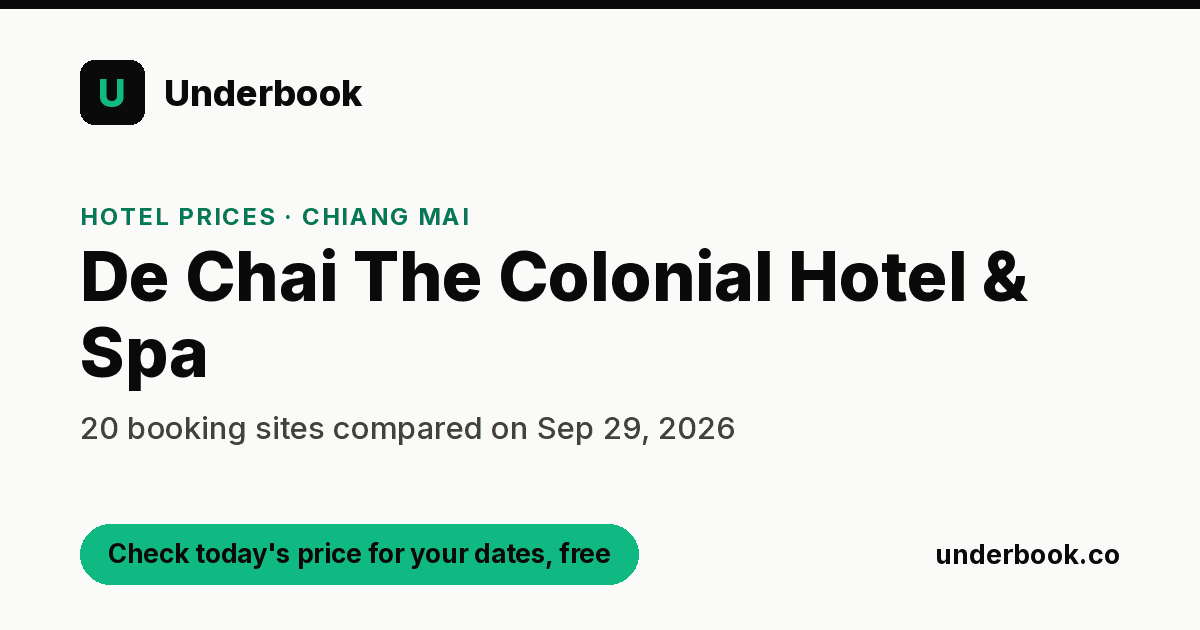 U Underbook
HOTEL PRICES · CHIANG MAI
De Chai The Colonial Hotel &
Spa
20 booking sites compared on Sep 29, 2026
Check today's price for your dates, free
underbook.co